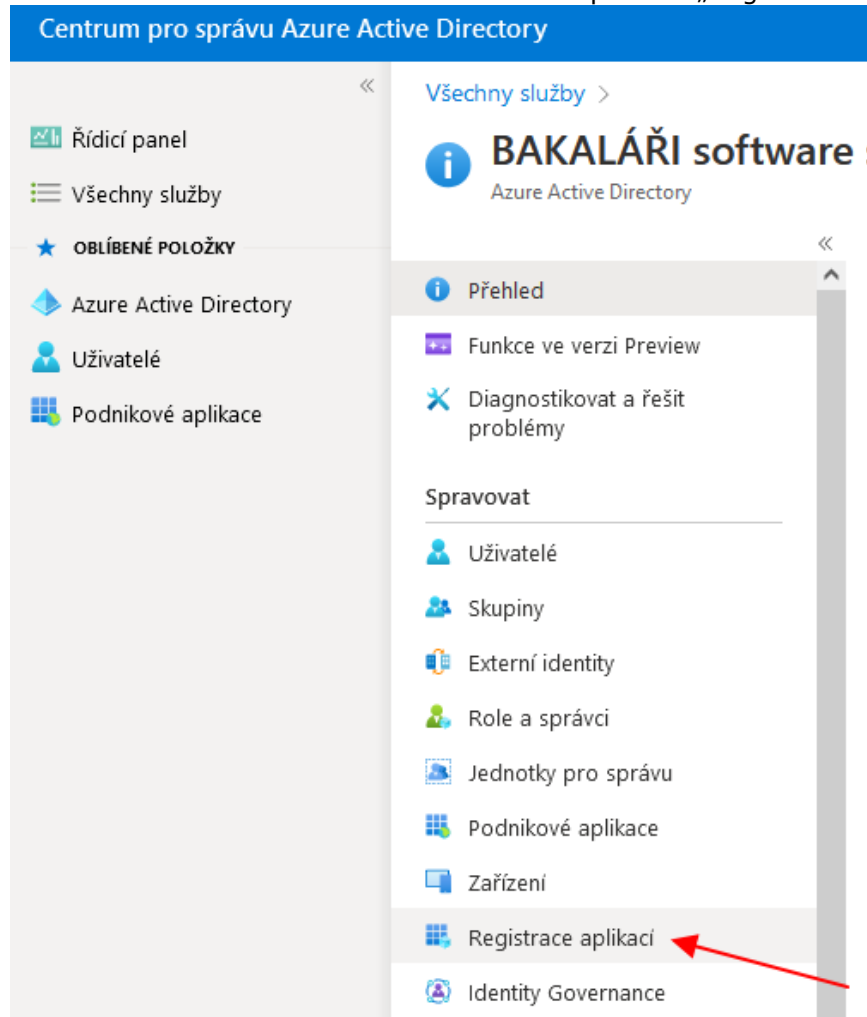 Centrum pro správu Azure Active Directory
Řídicí panel
Všechny služby
OBLÍBENÉ POLOŽKY
Azure Active Directory
Uživatelé
Podnikové aplikace
Všechny služby >
BAKALÁŘI software
Azure Active Directory
Přehled
Funkce ve verzi Preview
Diagnostikovat a řešit
problémy
Spravovat
Uživatelé
Skupiny
Externí identity
Role a správci
Jednotky pro správu
Podnikové aplikace
Zařízení
Registrace aplikací
Identity Governance